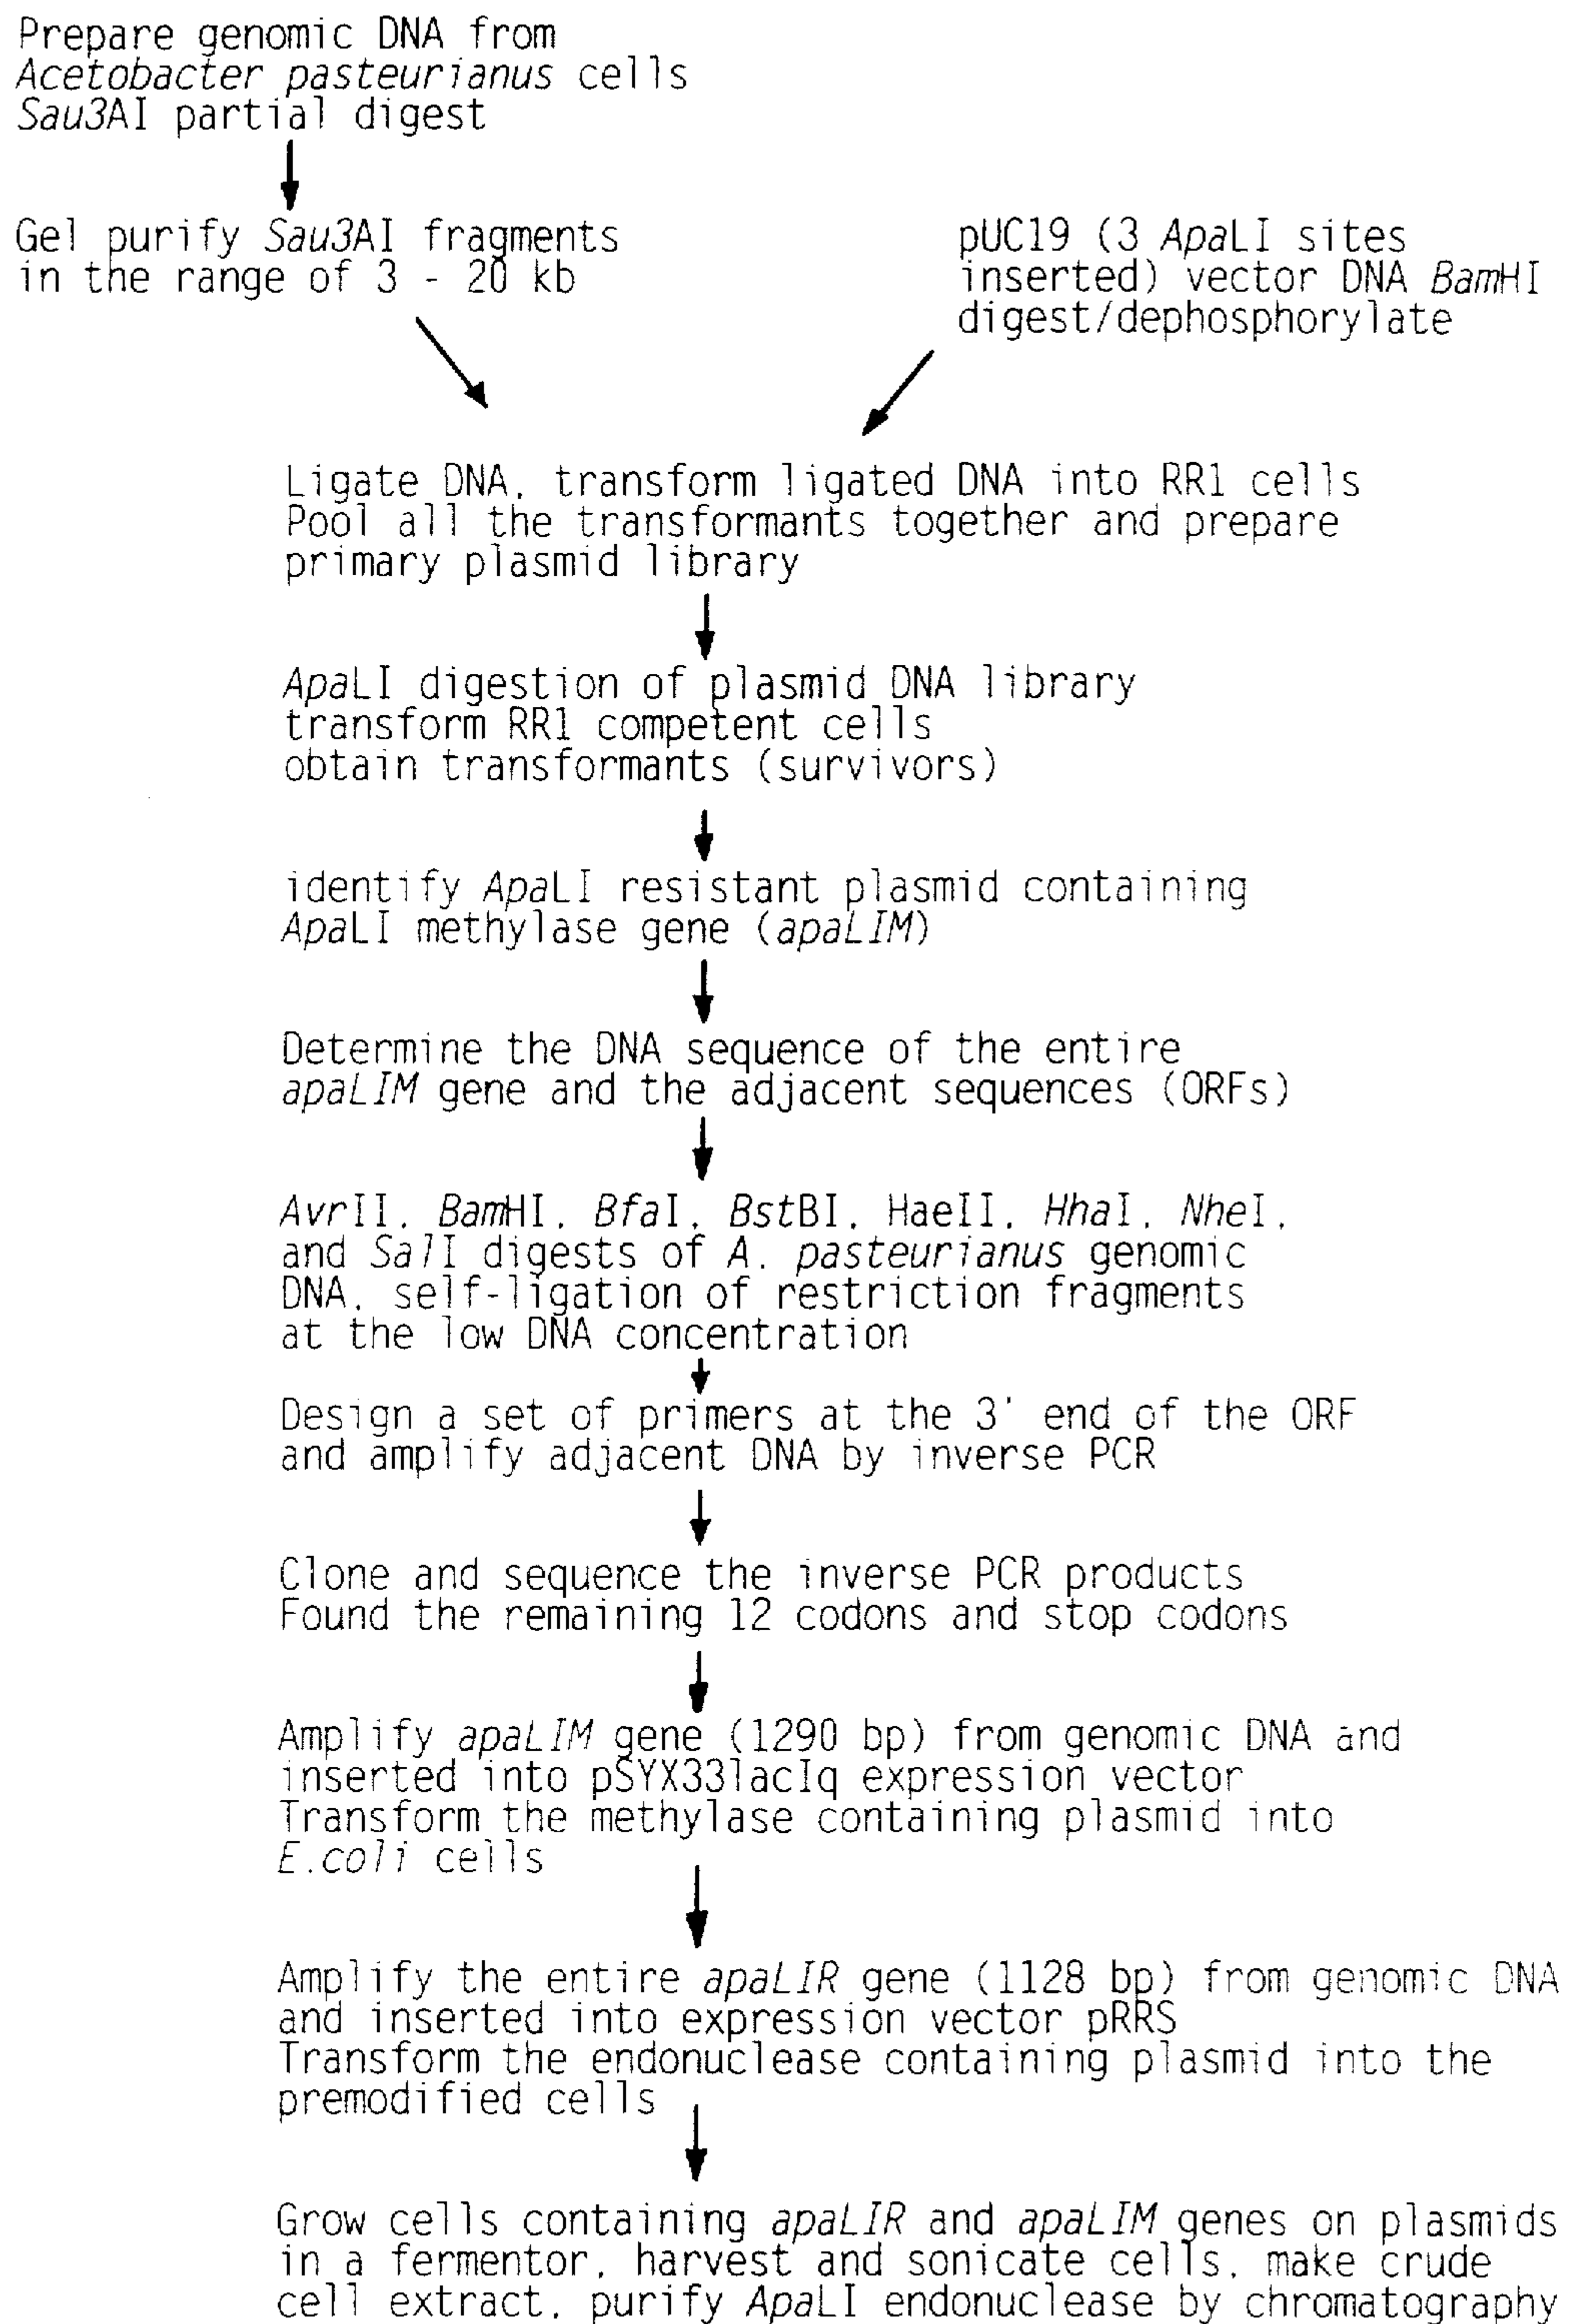 Prepare genomic DNA from
Acetobacter pasteurianus cells
Sau3AI partial digest
Gel purify Sau3AI fragments
in the range of 3 - 20 kb
pUC19 (3 ApaLI sites
inserted) vector DNA BamHI
digest/dephosphorylate
Ligate DNA, transform ligated DNA into RR1 cells
Pool all the transformants together and prepare
primary plasmid library
ApaLI digestion of plasmid DNA library
transform RR1 competent cells
obtain transformants (survivors)
identify ApaLI resistant plasmid containing
ApaLI methylase gene (apaLIM)
Determine the DNA sequence of the entire
apaLIM gene and the adjacent sequences (ORFs)
AvrII, BamHI, BfaI, BstBI, HaeII, HhaI, NheI,
and SalI digests of A. pasteurianus genomic
DNA, self-ligation of restriction fragments
at the low DNA concentration
Design a set of primers at the 3' end of the ORF
and amplify adjacent DNA by inverse PCR
Clone and sequence the inverse PCR products
Found the remaining 12 codons and stop codons
Amplify apaLIM gene (1290 bp) from genomic DNA and
inserted into pSYX33lacIq expression vector
Transform the methylase containing plasmid into
E.coli cells
Amplify the entire apaLIR gene (1128 bp) from genomic DNA
and inserted into expression vector pRRS
Transform the endonuclease containing plasmid into the
premodified cells
Grow cells containing apaLIR and apaLIM genes on plasmids
in a fermentor, harvest and sonicate cells, make crude
cell extract, purify ApaLI endonuclease by chromatography